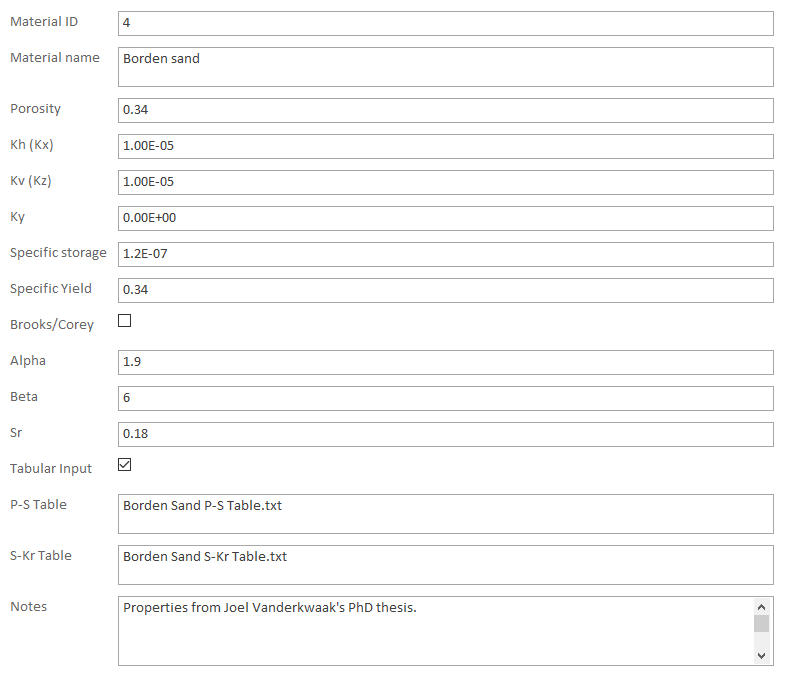 Material ID 4
Material name Borden sand
Porosity 0.34
Kh (Kx) 1.00E-05
Kv (Kz) 1.00E-05
Ky 0.00E+00
Specific storage 1.2E-07
Specific Yield 0.34
Brooks/Corey
Alpha 1.9
Beta 6
Sr 0.18
Tabular Input
P-S Table Borden Sand P-S Table.txt
S-Kr Table Borden Sand S-Kr Table.txt
Notes Properties from Joel Vanderkwaak's PhD thesis.